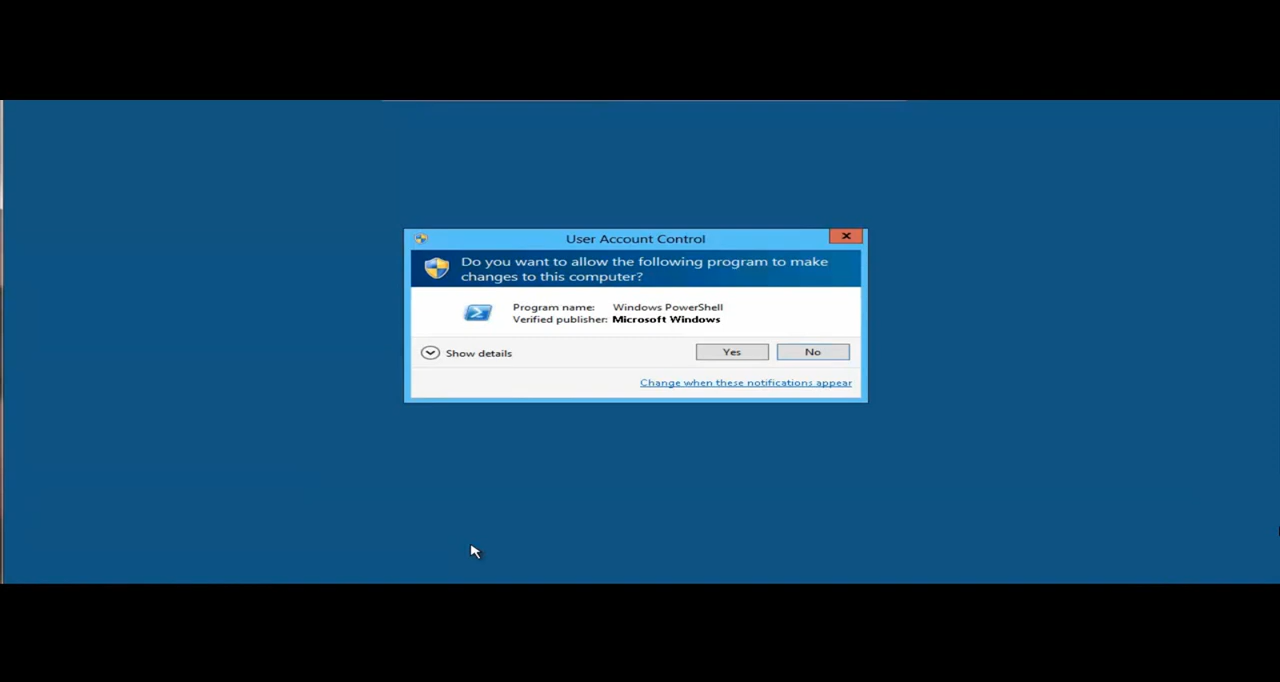 User Account Control
Do you want to allow the following program to make
changes to this computer?
Program name: Windows PowerShell
Verified publisher: Microsoft Windows
Show details
Yes
No
Change when these notifications appear